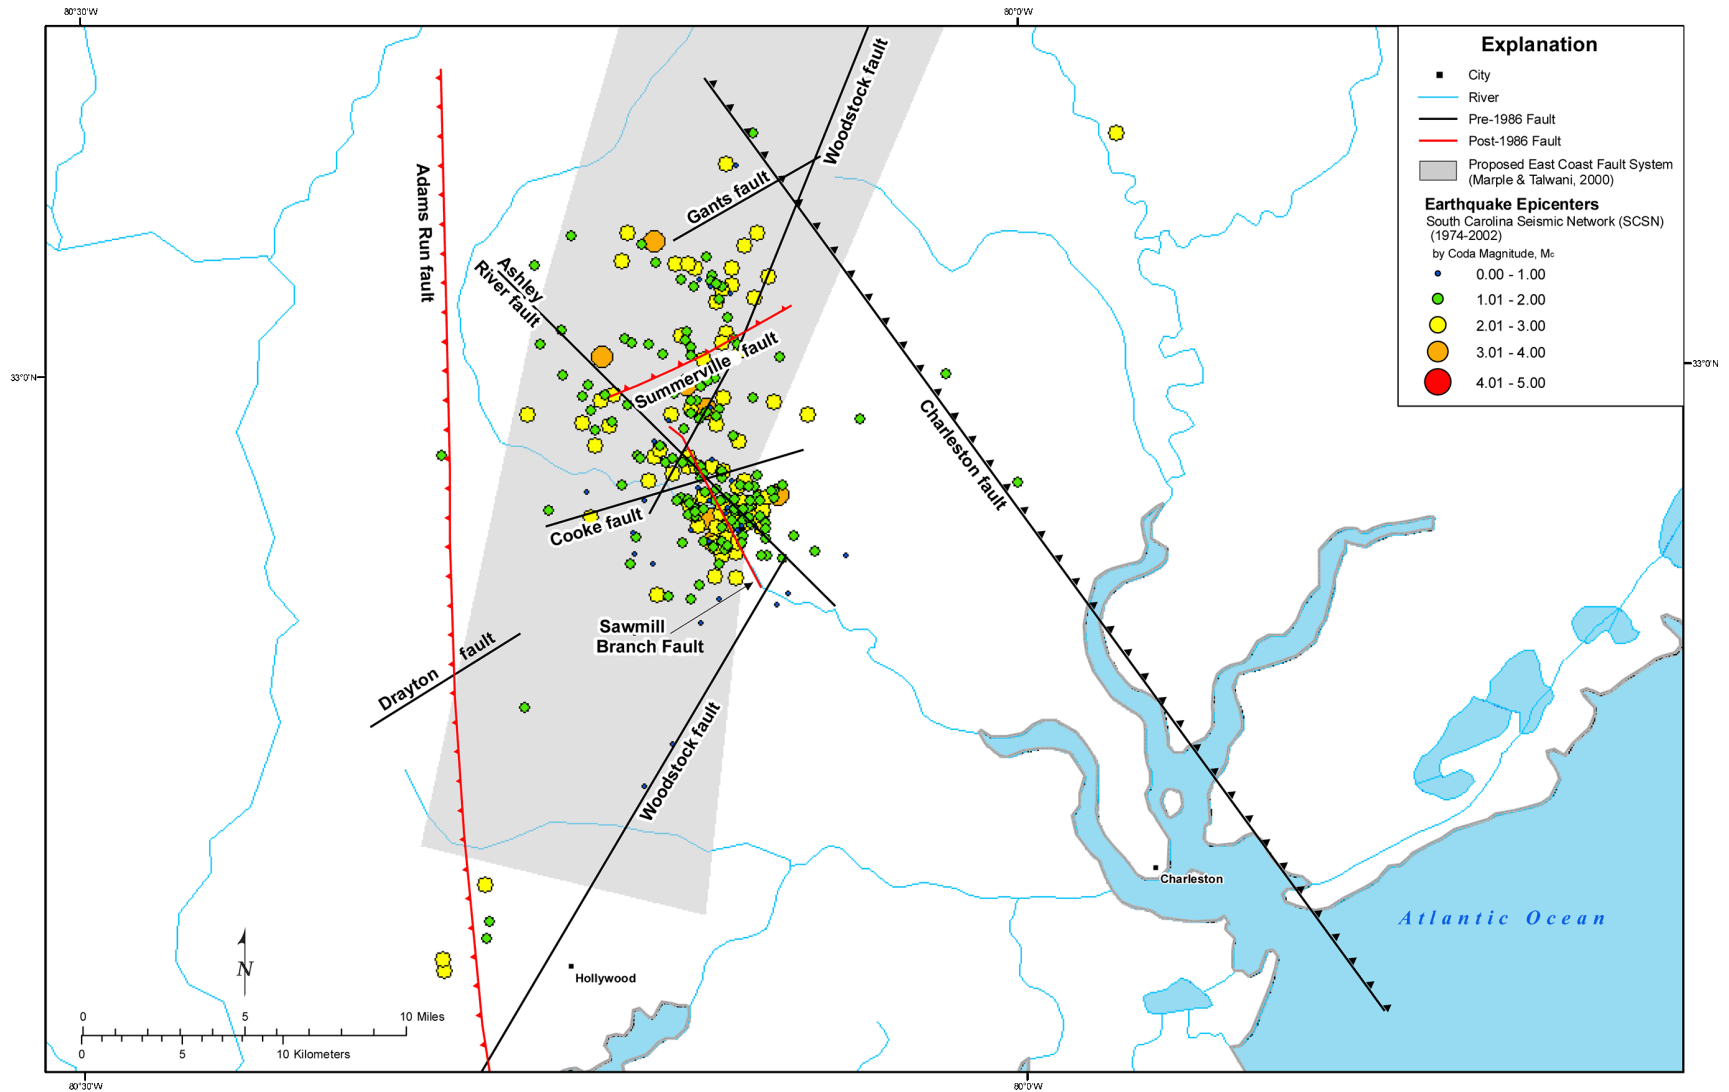 80°30'W
80°0'W
Explanation
City
River
Pre-1986 Fault
Post-1986 Fault
Proposed East Coast Fault System
(Marple & Talwani, 2000)
Earthquake Epicenters
South Carolina Seismic Network (SCSN)
(1974-2002)
by Coda Magnitude, Mc
0.00 - 1.00
1.01 - 2.00
2.01 - 3.00
3.01 - 4.00
4.01 - 5.00
Woodstock fault
Gants fault
Adams Run fault
Ashley
River fault
Summerville fault
33°0'N
33°0'N
Charleston fault
Cooke fault
Sawmill
Branch Fault
Drayton fault
Woodstock fault
Charleston
Atlantic Ocean
N
Hollywood
0 5 10 Miles
0 5 10 Kilometers
80°30'W
80°0'W